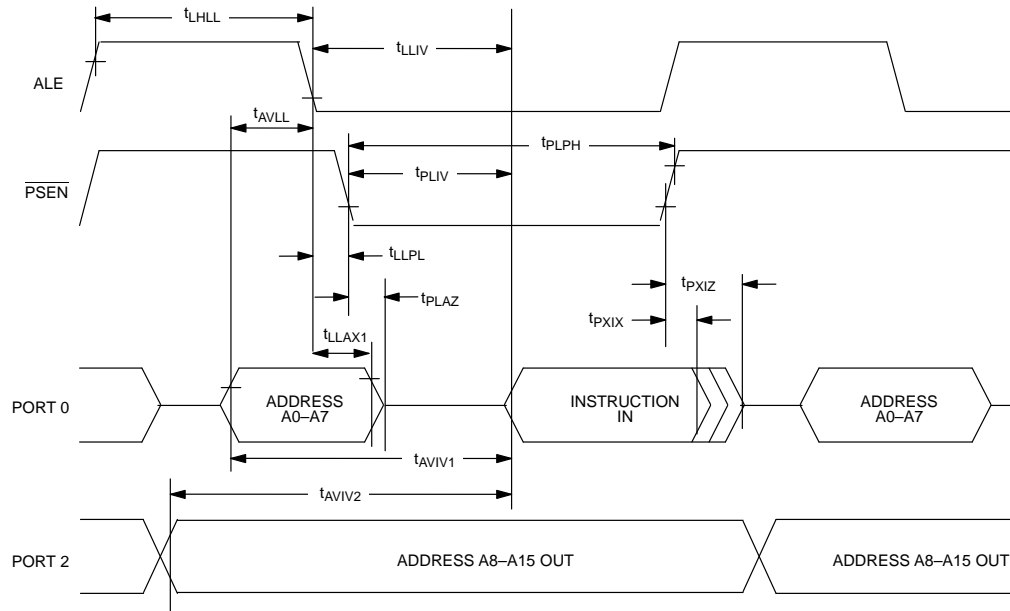 tLHLL
tLLIV
ALE
tAVLL
tPLPH
tPLIV
PSEN
tLLPL
tPLAZ
tPXIZ
tPXIX
tLLAX1
PORT 0
ADDRESS
A0–A7
INSTRUCTION
IN
ADDRESS
A0–A7
tAVIV1
tAVIV2
PORT 2
ADDRESS A8–A15 OUT
ADDRESS A8–A15 OUT